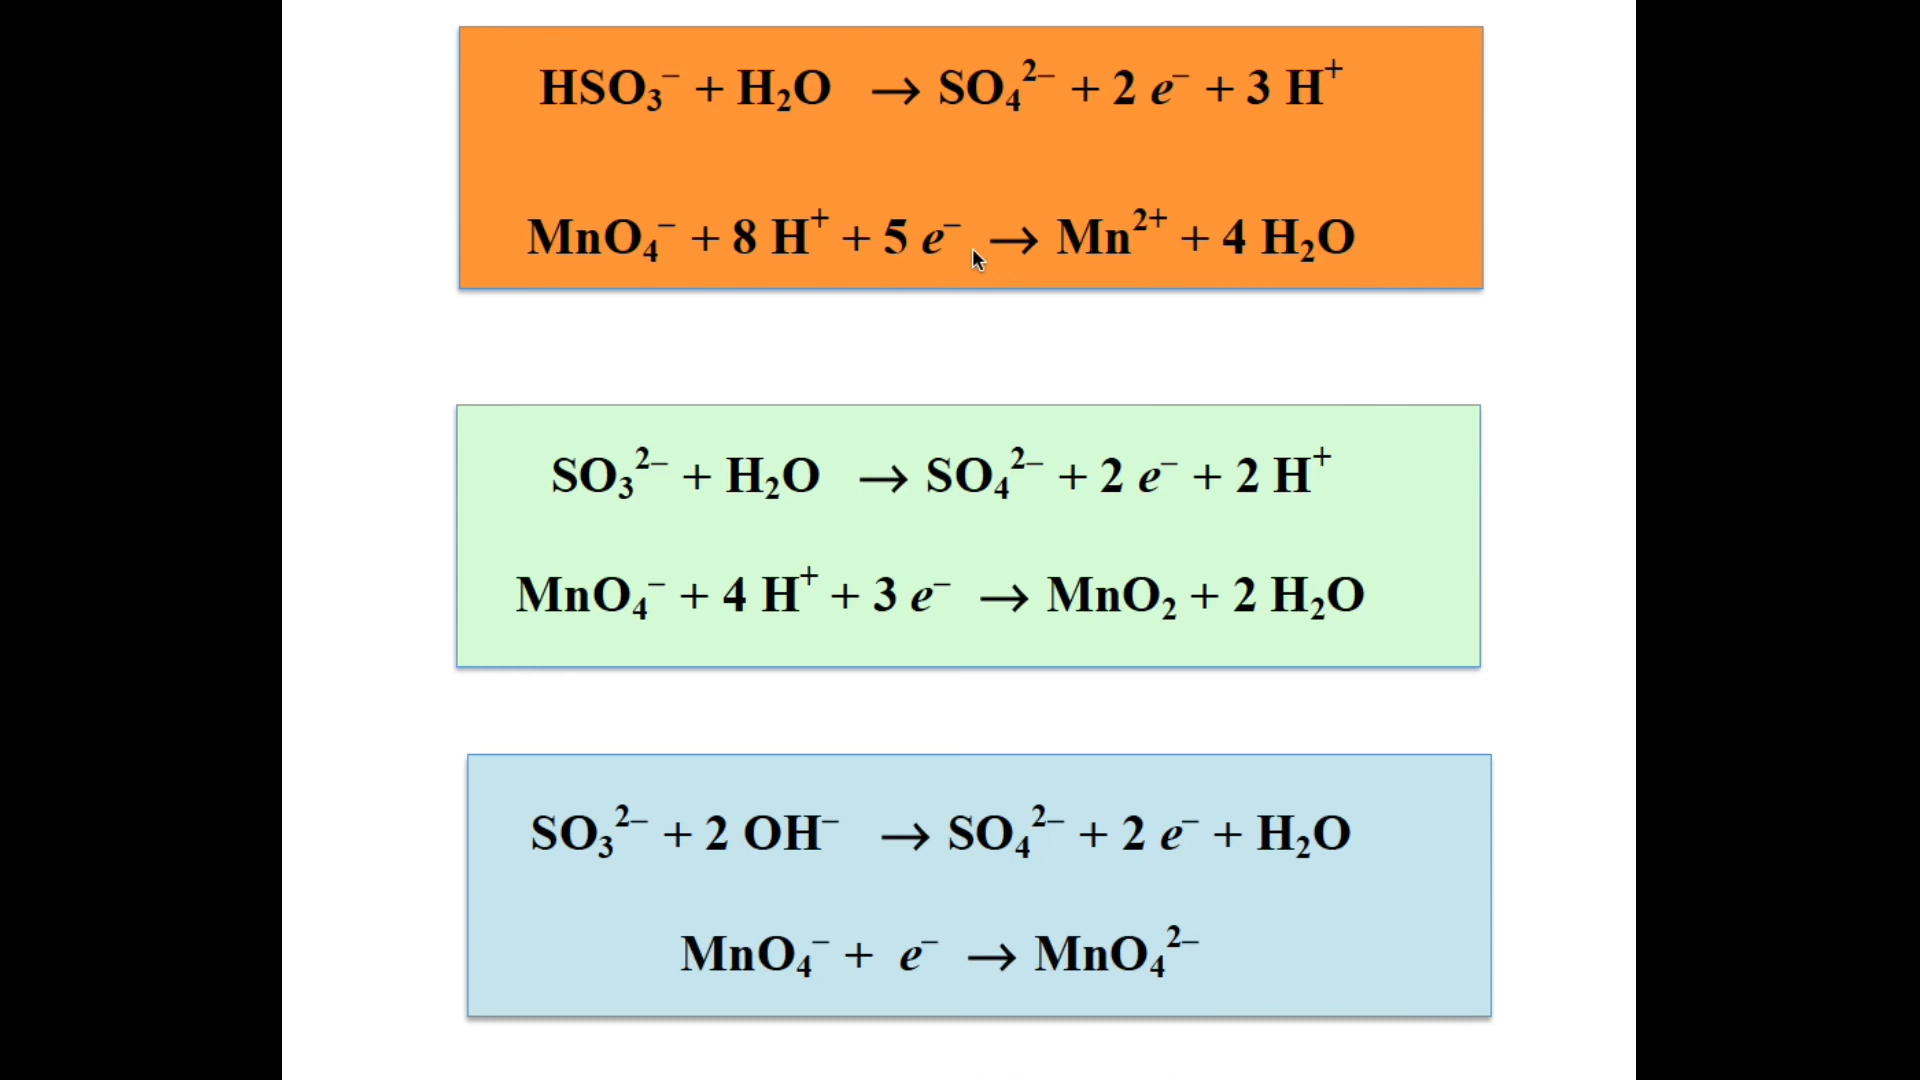 HSO₃⁻ + H₂O → SO₄²⁻ + 2 e⁻ + 3 H⁺
MnO₄⁻ + 8 H⁺ + 5 e⁻ → Mn²⁺ + 4 H₂O
SO₃²⁻ + H₂O → SO₄²⁻ + 2 e⁻ + 2 H⁺
MnO₄⁻ + 4 H⁺ + 3 e⁻ → MnO₂ + 2 H₂O
SO₃²⁻ + 2 OH⁻ → SO₄²⁻ + 2 e⁻ + H₂O
MnO₄⁻ + e⁻ → MnO₄²⁻